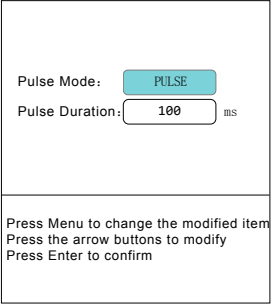 Pulse Mode： PULSE
Pulse Duration： 100 ms
Press Menu to change the modified item
Press the arrow buttons to modify
Press Enter to confirm